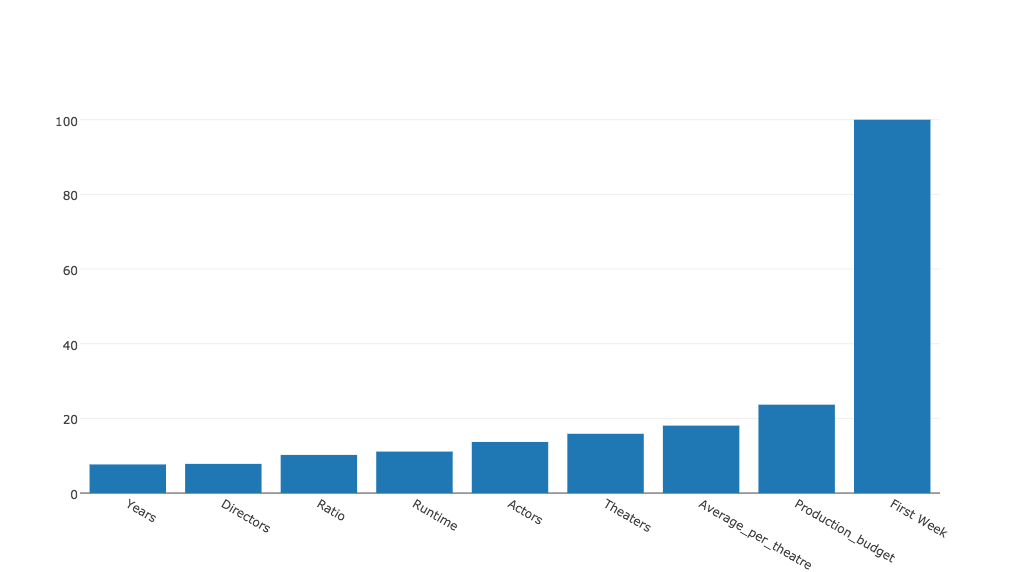 100
80
60
40
20
0
Years
Directors
Ratio
Runtime
Actors
Theaters
Average_per_theatre
Production_budget
First Week